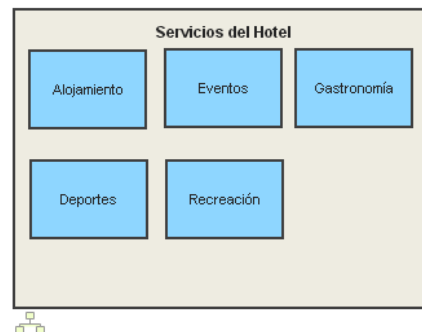 Servicios del Hotel
Alojamiento
Eventos
Gastronomía
Deportes
Recreación